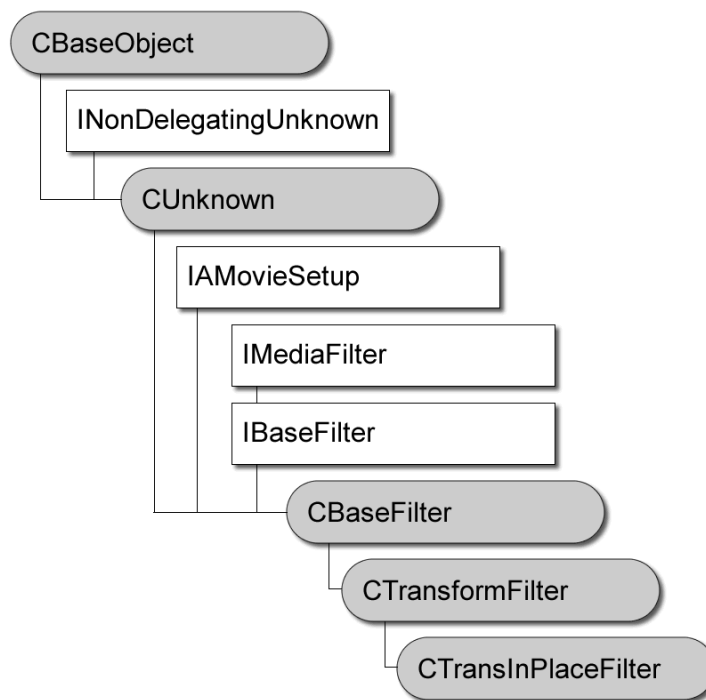 CBaseObject
INonDelegatingUnknown
CUnknown
IAMovieSetup
IMediaFilter
IBaseFilter
CBaseFilter
CTransformFilter
CTransInPlaceFilter